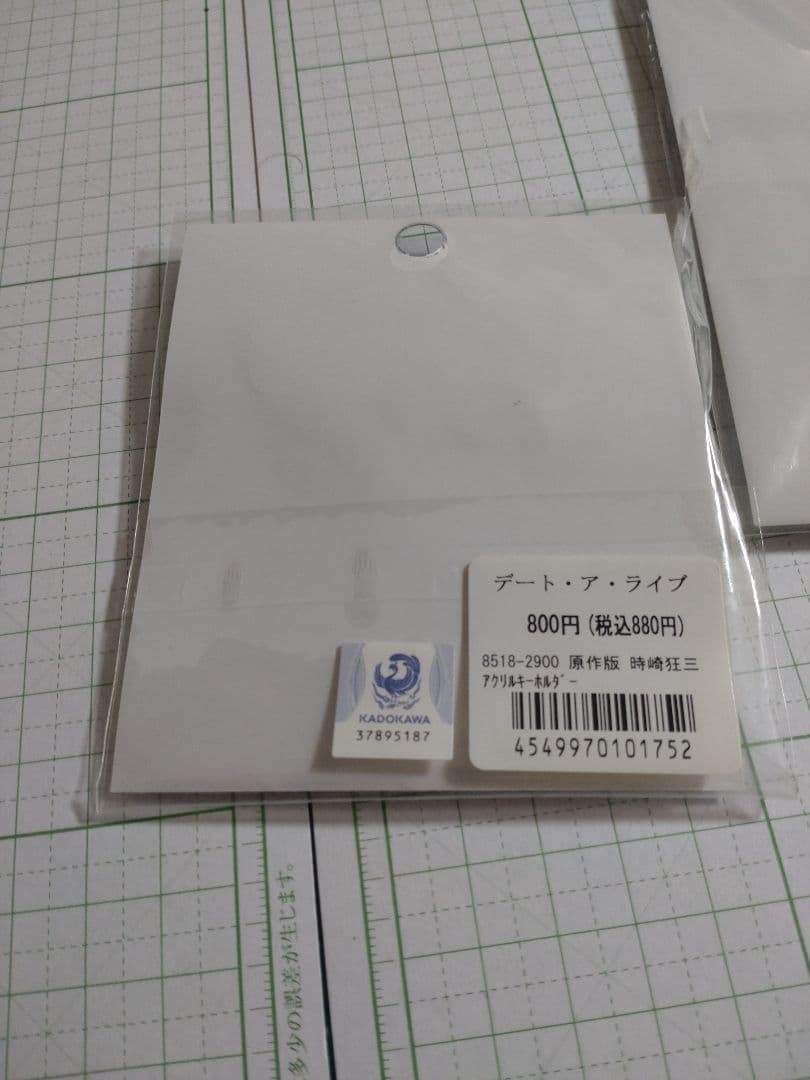 デート・ア・ライブ
800円(税込880円)
8518-2900 原作版 時崎狂三
ｱｸﾘﾙｷｰﾎﾙﾀﾞｰ
4549970101752
KADOKAWA
37895187
多少の誤差が生じます。